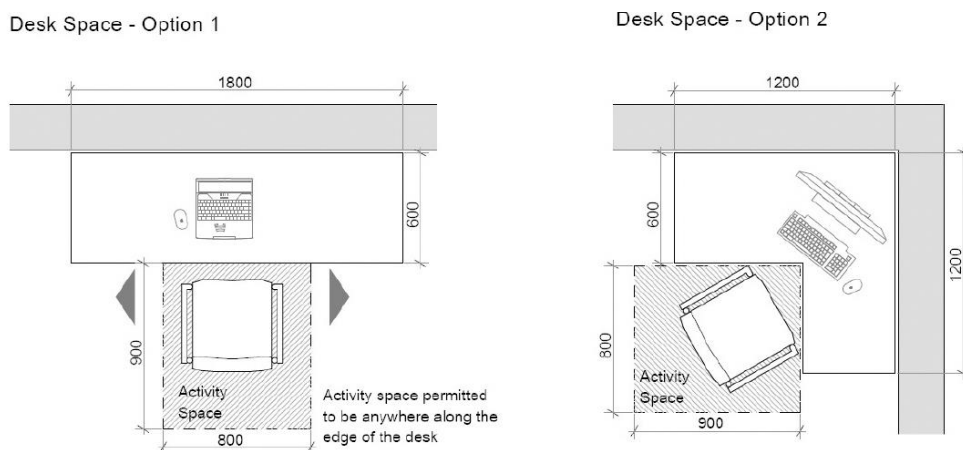 Desk Space - Option 1
1800
600
900
Activity
Space
800
Activity space permitted
to be anywhere along the
edge of the desk
Desk Space - Option 2
1200
600
1200
800
Activity
Space
900